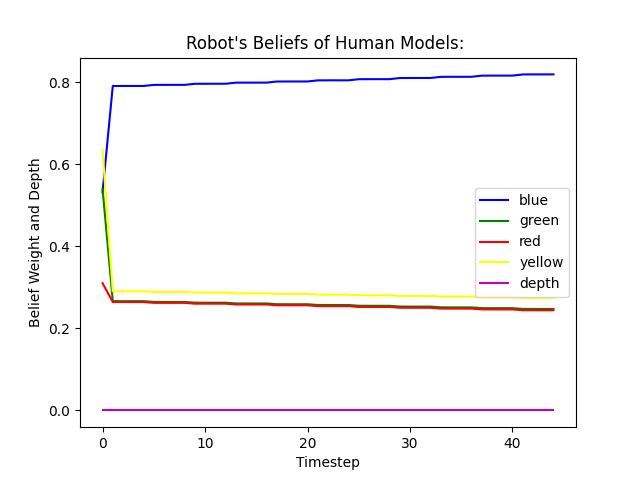 Robot's Beliefs of Human Models:
Belief Weight and Depth
0.8
0.6
0.4
0.2
0.0
blue
green
red
yellow
depth
0 10 20 30 40
Timestep